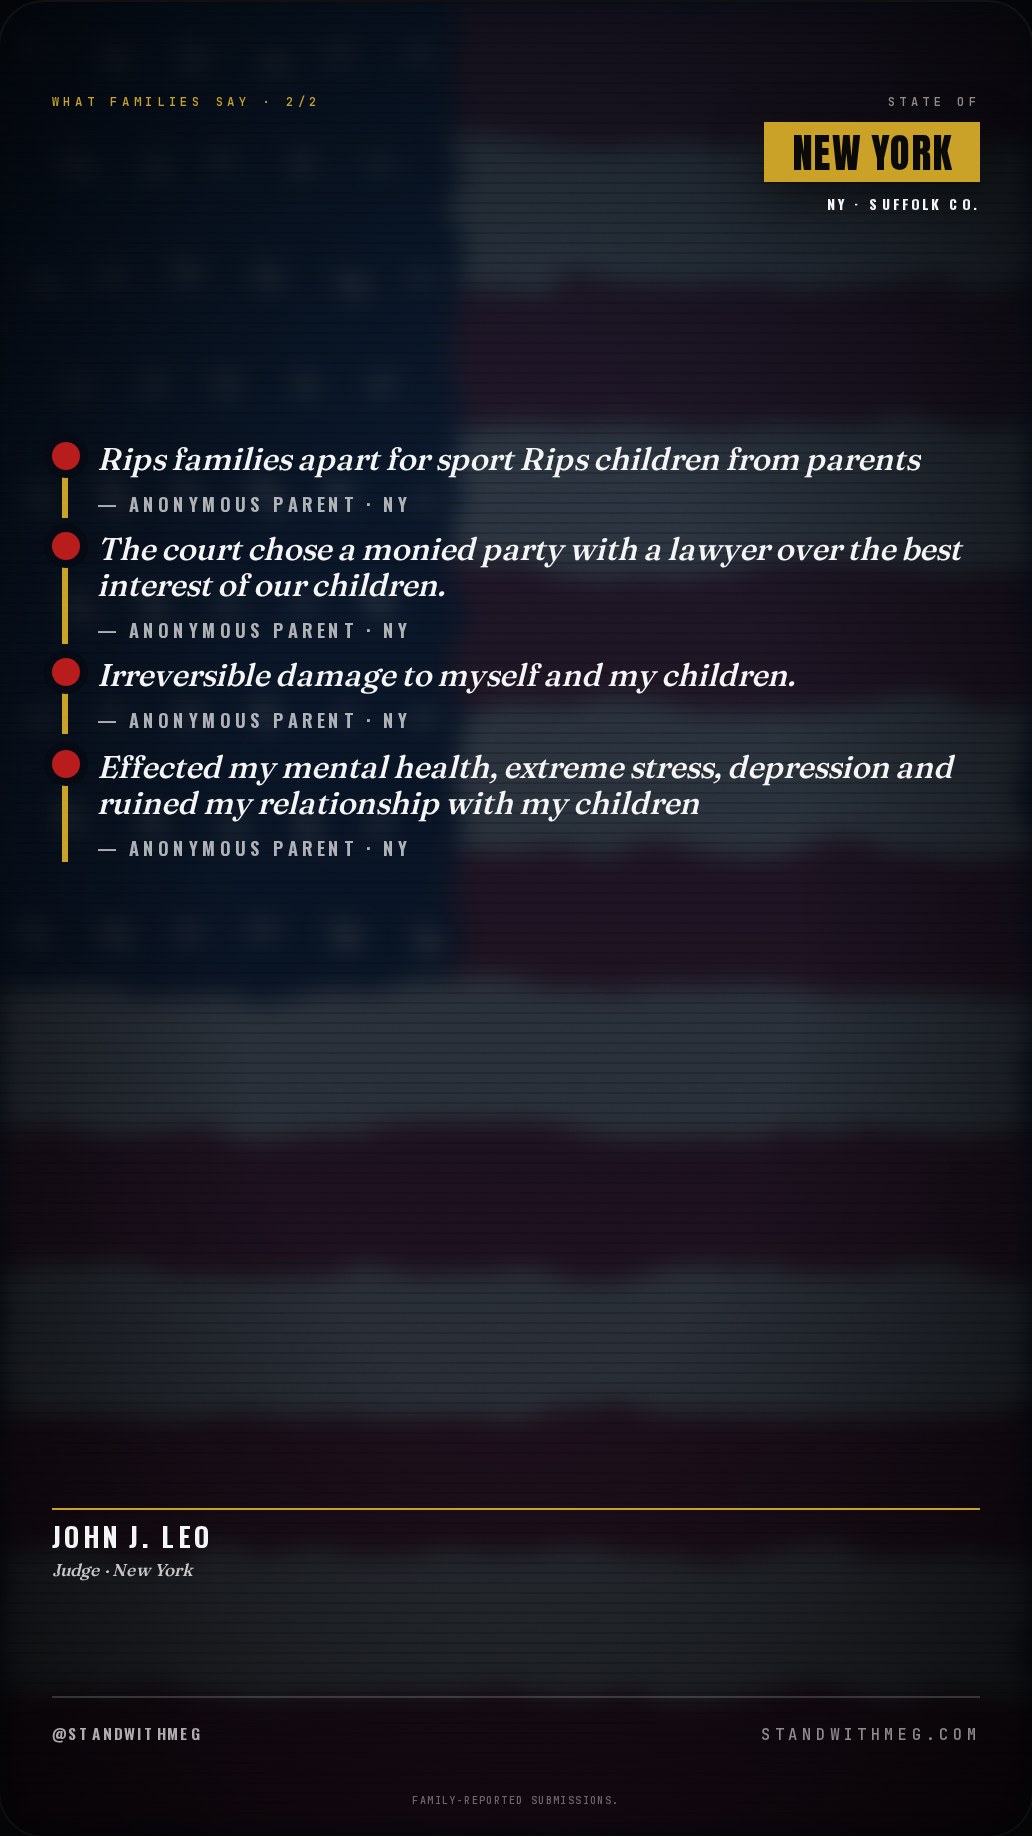 WHAT FAMILIES SAY · 2/2
STATE OF
NEW YORK
NY · SUFFOLK CO.
Rips families apart for sport Rips children from parents
— ANONYMOUS PARENT · NY
The court chose a monied party with a lawyer over the best
interest of our children.
— ANONYMOUS PARENT · NY
Irreversible damage to myself and my children.
— ANONYMOUS PARENT · NY
Effected my mental health, extreme stress, depression and
ruined my relationship with my children
— ANONYMOUS PARENT · NY
JOHN J. LEO
Judge · New York
@STANDWITHMEG
STANDWITHMEG.COM
FAMILY-REPORTED SUBMISSIONS.